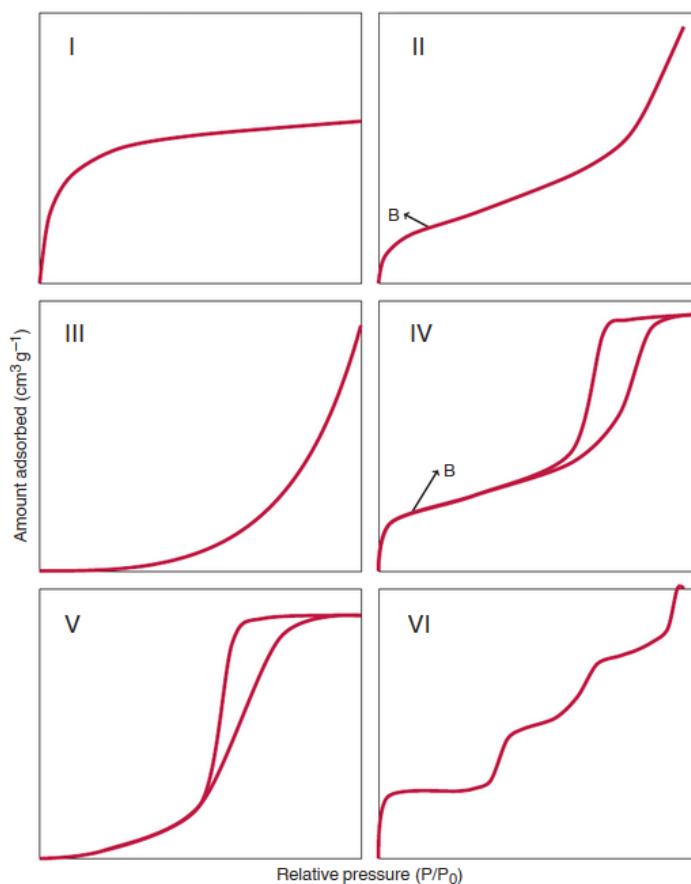 I
II
B
III
IV
B
V
VI
Amount adsorbed (cm³ g⁻¹)
Relative pressure (P/P₀)